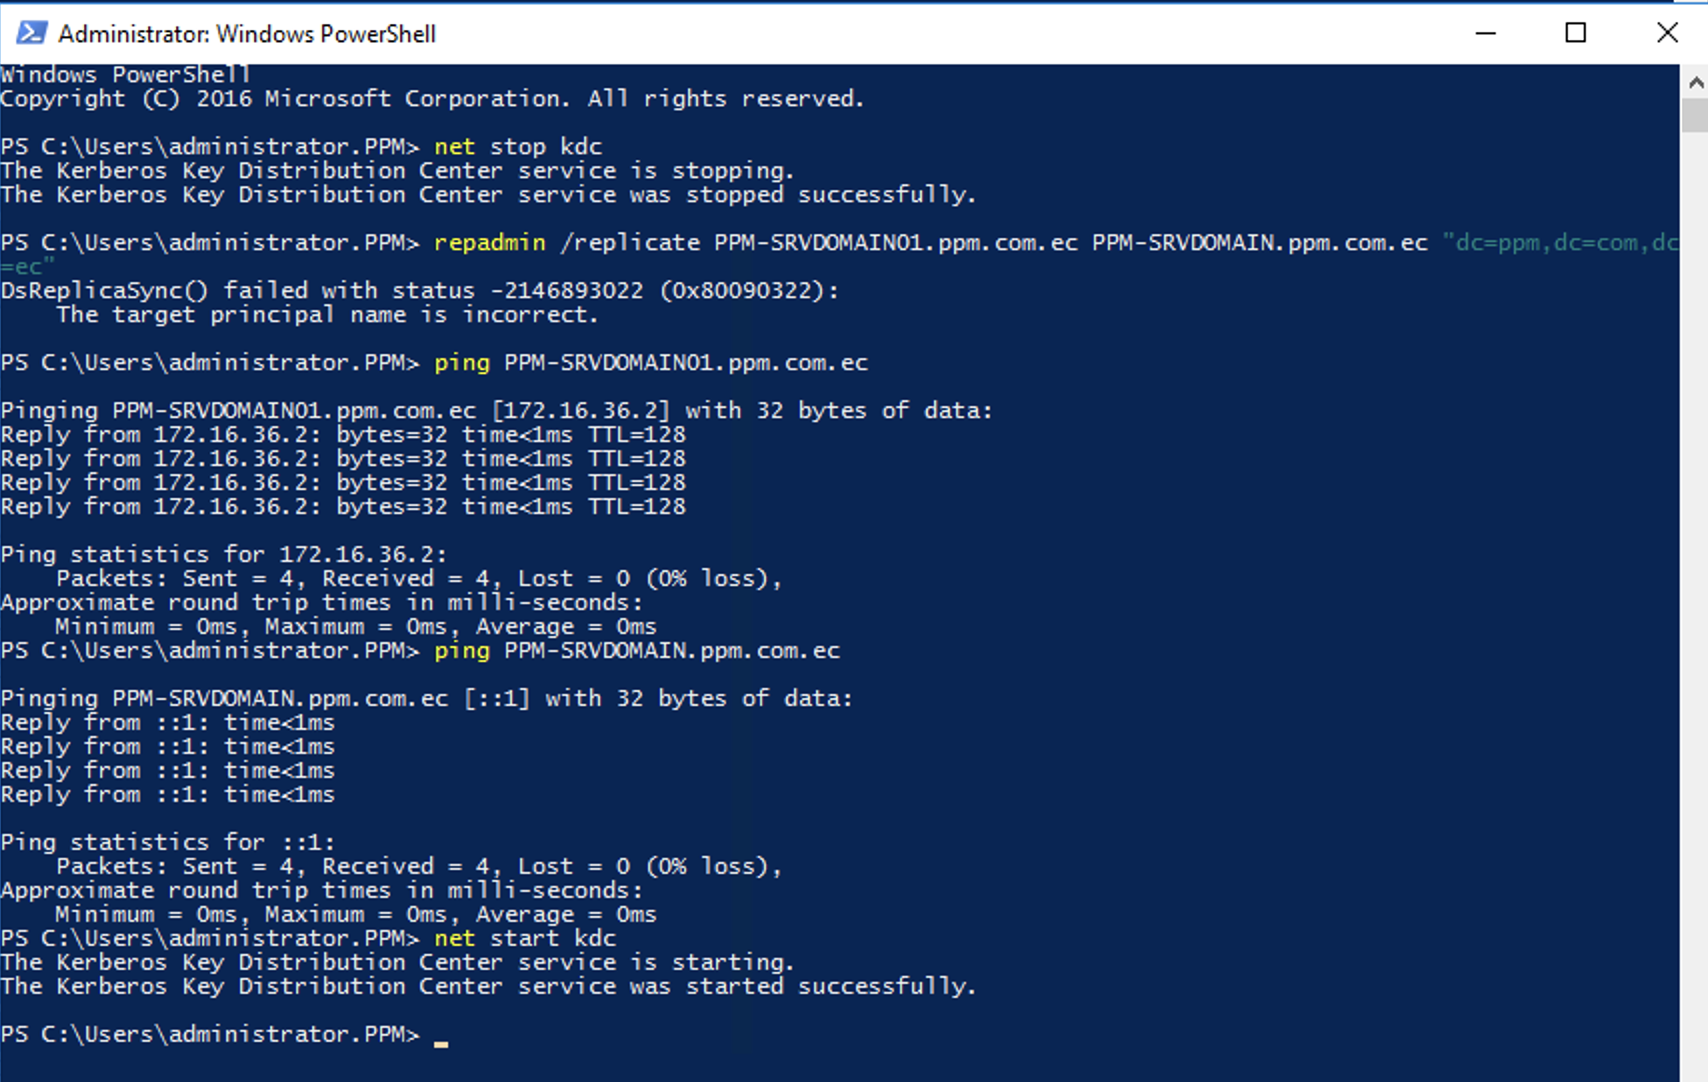 Administrator: Windows PowerShell
Windows PowerShell
Copyright (C) 2016 Microsoft Corporation. All rights reserved.
PS C:\Users\administrator.PPM> net stop kdc
The Kerberos Key Distribution Center service is stopping.
The Kerberos Key Distribution Center service was stopped successfully.
PS C:\Users\administrator.PPM> repadmin /replicate PPM-SRVDOMAIN01.ppm.com.ec PPM-SRVDOMAIN.ppm.com.ec "dc=ppm,dc=com,dc
=ec"
DsReplicaSync() failed with status -2146893022 (0x80090322):
    The target principal name is incorrect.
PS C:\Users\administrator.PPM> ping PPM-SRVDOMAIN01.ppm.com.ec
Pinging PPM-SRVDOMAIN01.ppm.com.ec [172.16.36.2] with 32 bytes of data:
Reply from 172.16.36.2: bytes=32 time<1ms TTL=128
Reply from 172.16.36.2: bytes=32 time<1ms TTL=128
Reply from 172.16.36.2: bytes=32 time<1ms TTL=128
Reply from 172.16.36.2: bytes=32 time<1ms TTL=128
Ping statistics for 172.16.36.2:
    Packets: Sent = 4, Received = 4, Lost = 0 (0% loss),
Approximate round trip times in milli-seconds:
    Minimum = 0ms, Maximum = 0ms, Average = 0ms
PS C:\Users\administrator.PPM> ping PPM-SRVDOMAIN.ppm.com.ec
Pinging PPM-SRVDOMAIN.ppm.com.ec [::1] with 32 bytes of data:
Reply from ::1: time<1ms
Reply from ::1: time<1ms
Reply from ::1: time<1ms
Reply from ::1: time<1ms
Ping statistics for ::1:
    Packets: Sent = 4, Received = 4, Lost = 0 (0% loss),
Approximate round trip times in milli-seconds:
    Minimum = 0ms, Maximum = 0ms, Average = 0ms
PS C:\Users\administrator.PPM> net start kdc
The Kerberos Key Distribution Center service is starting.
The Kerberos Key Distribution Center service was started successfully.
PS C:\Users\administrator.PPM> _